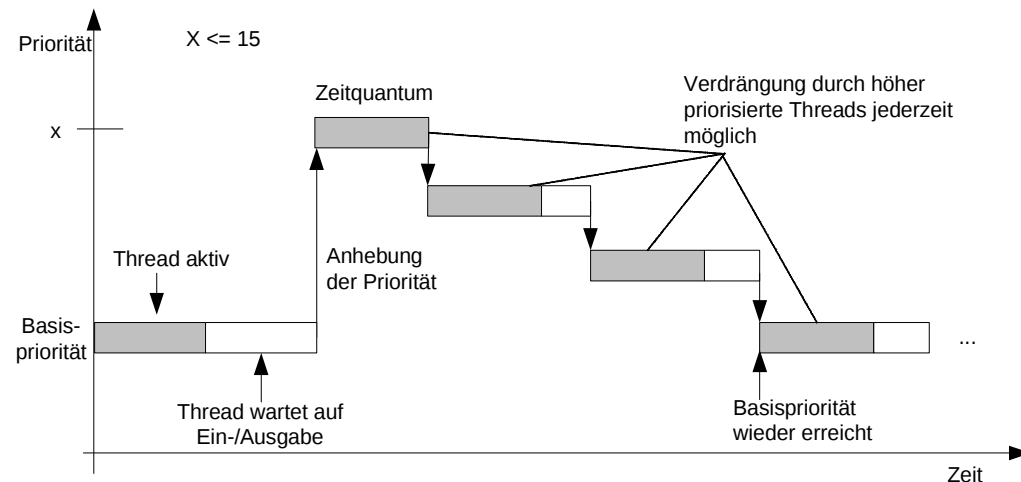 Priorität
X <= 15
Zeitquantum
Verdrängung durch höher
priorisierte Threads jederzeit
möglich
x
Thread aktiv
Anhebung
der Priorität
Basis-
priorität
...
Thread wartet auf
Ein-/Ausgabe
Basispriorität
wieder erreicht
Zeit